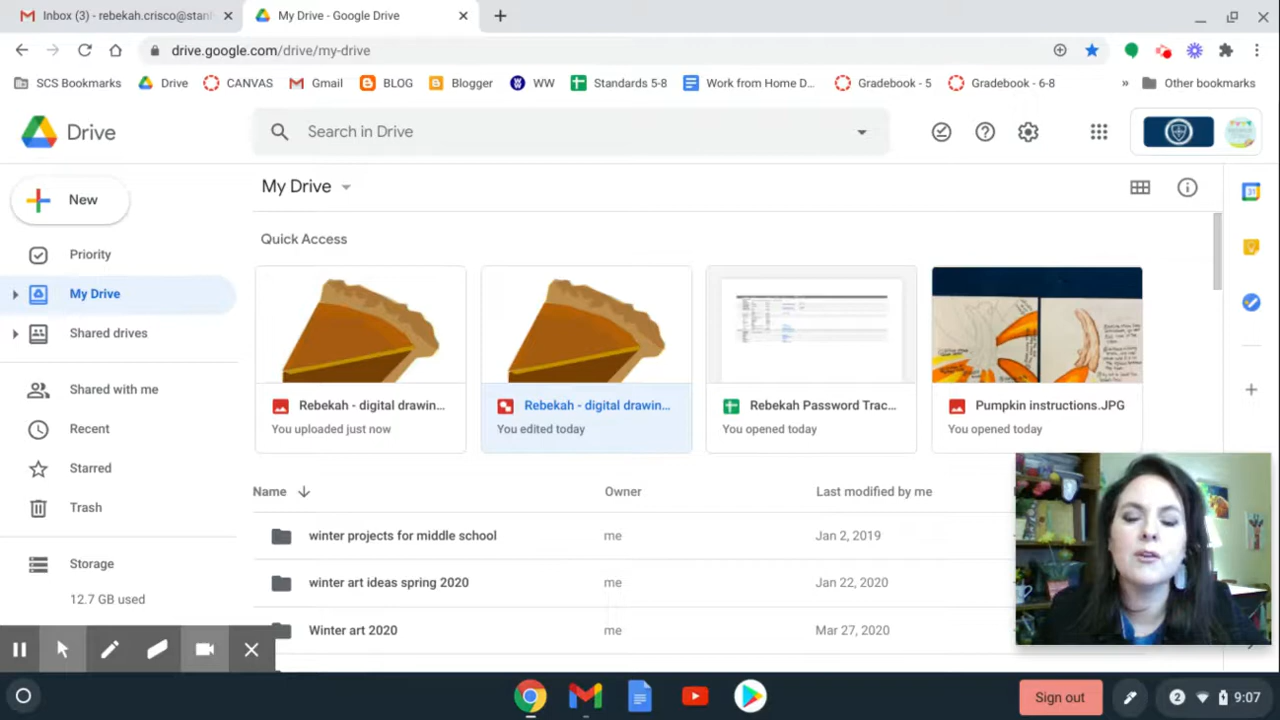 Inbox (3) - rebekah.crisco@stanl
My Drive - Google Drive
drive.google.com/drive/my-drive
SCS Bookmarks
Drive
CANVAS
Gmail
BLOG
Blogger
WW
Standards 5-8
Work from Home D...
Gradebook - 5
Gradebook - 6-8
»
Other bookmarks
Drive
Search in Drive
New
My Drive
Priority
My Drive
Shared drives
Shared with me
Recent
Starred
Trash
Storage
12.7 GB used
Quick Access
Rebekah - digital drawin...
You uploaded just now
Rebekah - digital drawin...
You edited today
Rebekah Password Trac...
You opened today
Pumpkin instructions.JPG
You opened today
Name
Owner
Last modified by me
winter projects for middle school
me
Jan 2, 2019
winter art ideas spring 2020
me
Jan 22, 2020
Winter art 2020
me
Mar 27, 2020
31
Sign out
2
9:07